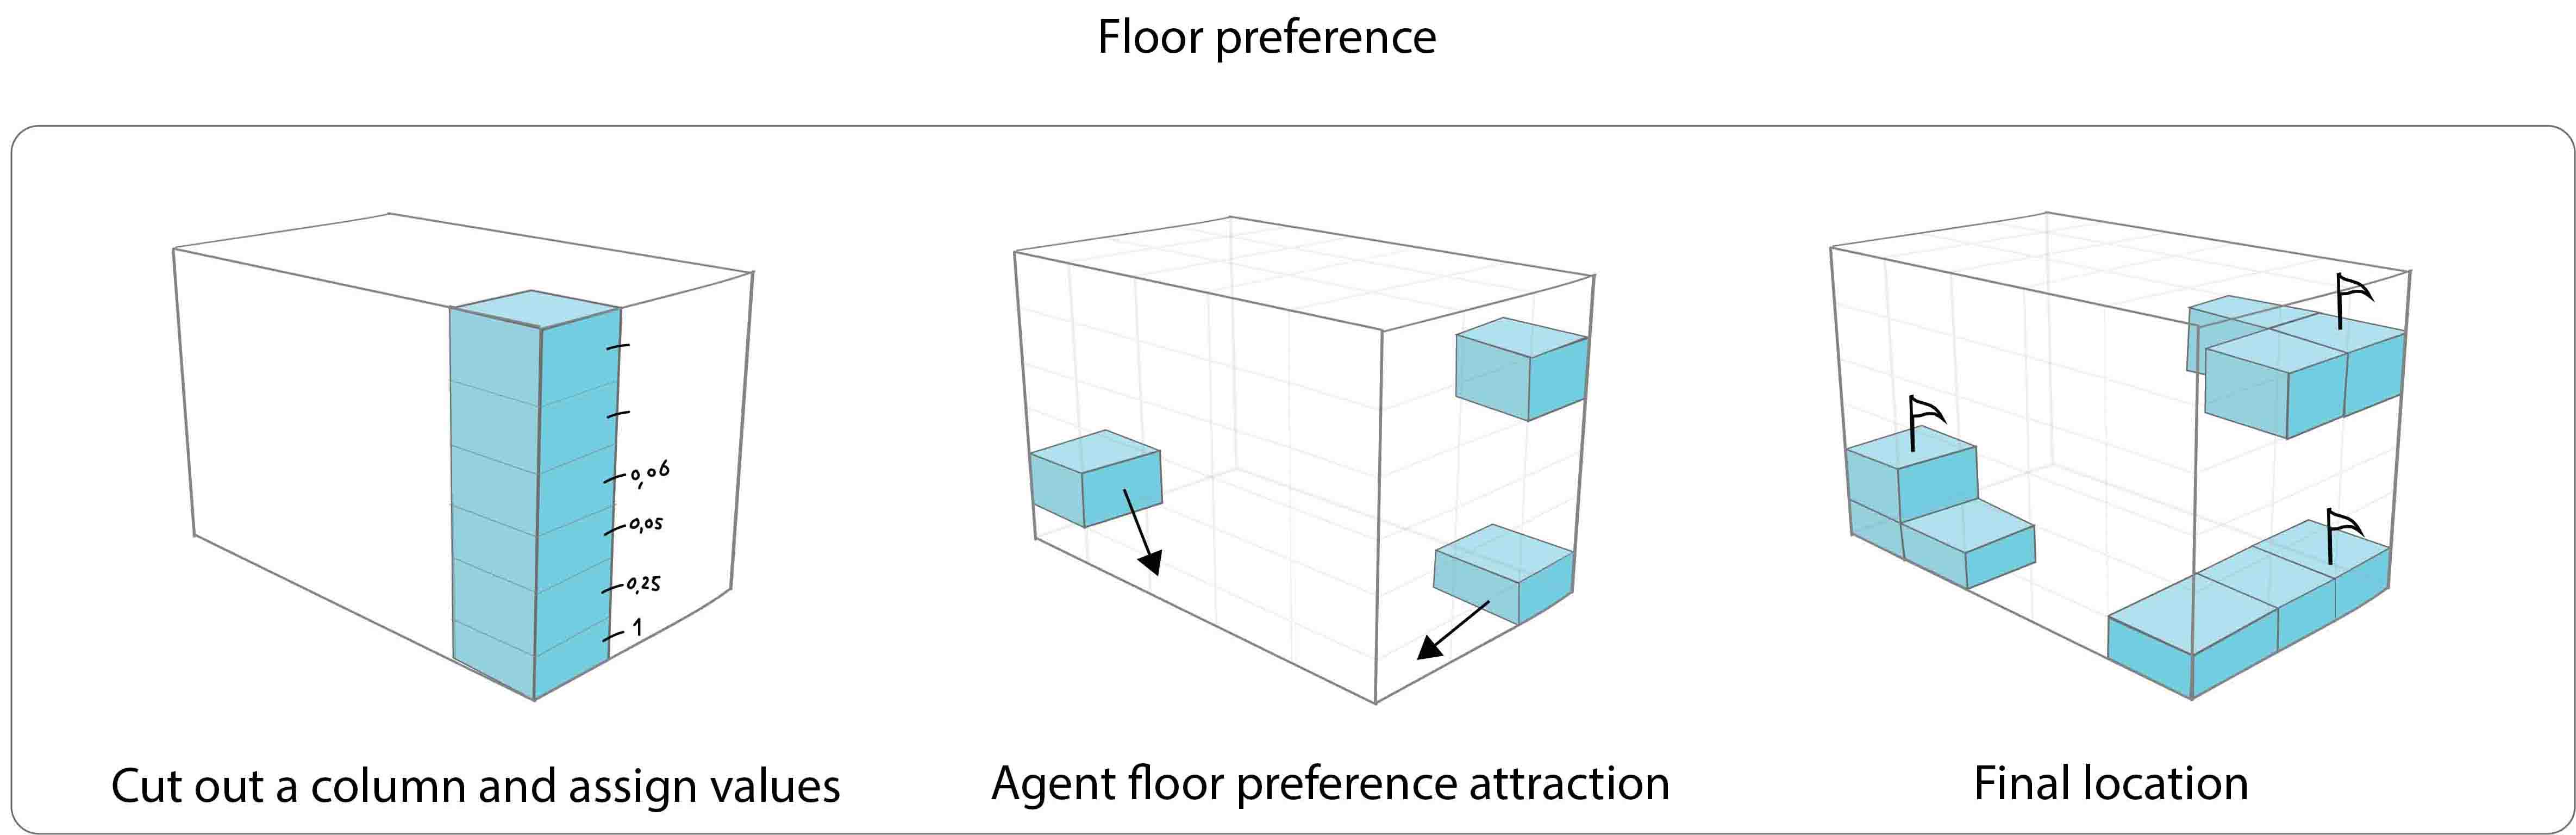 Floor preference
0,06
0,05
0,25
1
Cut out a column and assign values
Agent floor preference attraction
Final location